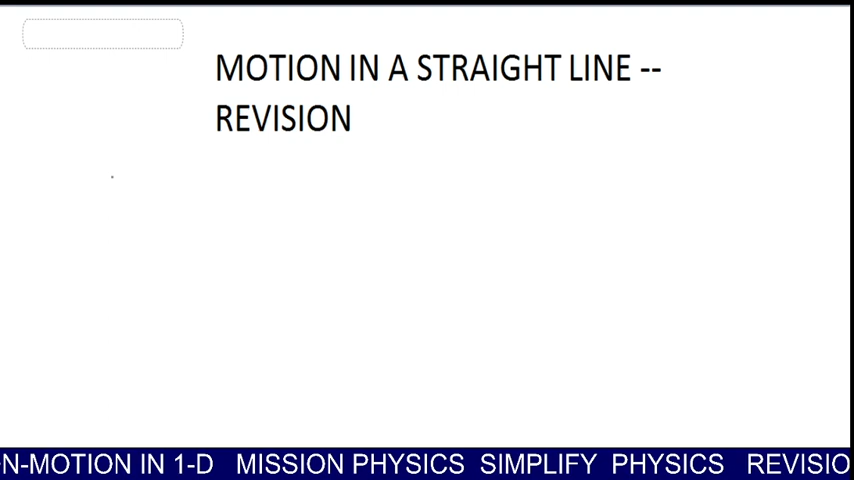 MOTION IN A STRAIGHT LINE --
REVISION
N-MOTION IN 1-D MISSION PHYSICS SIMPLIFY PHYSICS REVISIO